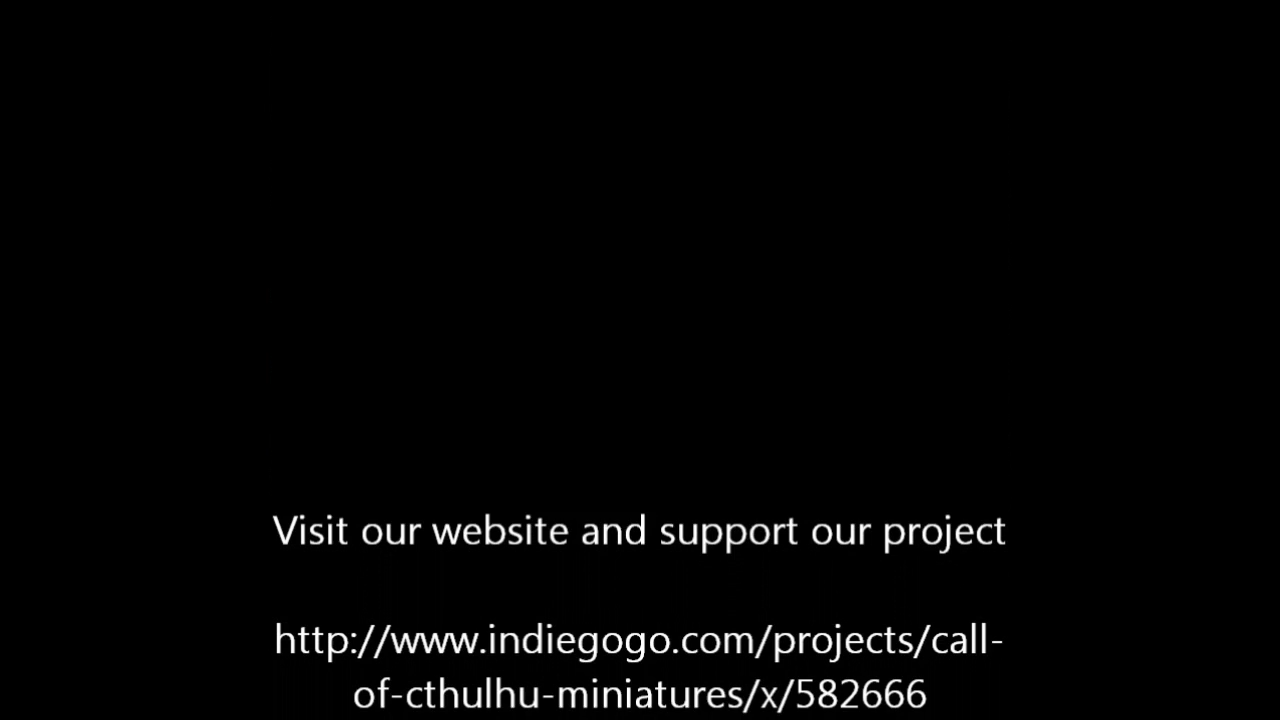 Visit our website and support our project
http://www.indiegogo.com/projects/call-
of-cthulhu-miniatures/x/582666